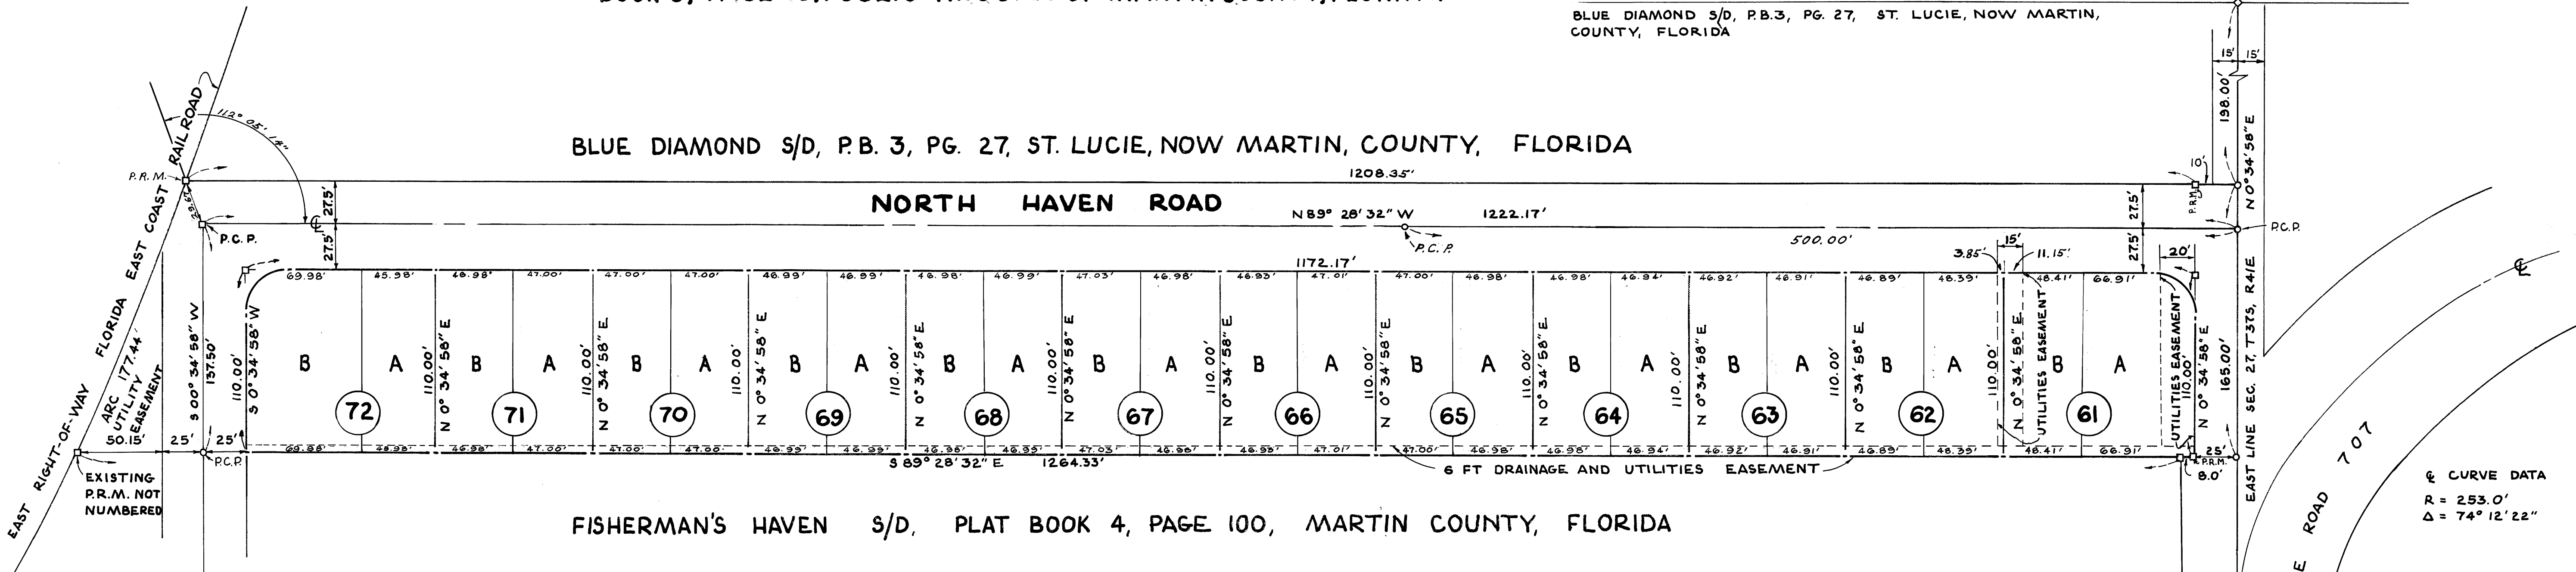 BLUE DIAMOND S/D, P.B.3, PG. 27, ST. LUCIE, NOW MARTIN,
COUNTY, FLORIDA
15' 15'
198.00'
N 0° 34' 58" E
RAILROAD
112° 05' 14"
BLUE DIAMOND S/D, P.B. 3, PG. 27, ST. LUCIE, NOW MARTIN, COUNTY, FLORIDA
P.R.M.
1208.35'
10'
P.R.M.
27.5'
NORTH HAVEN ROAD
N 89° 28' 32" W 1222.17'
27.5'
P.C.P.
℄
P.C.P.
P.C.P.
500.00'
27.5'
27.5'
3.85' 15' 11.15'
20'
1172.17'
69.98' 45.98' 46.98' 47.00' 47.00' 47.00' 46.99' 46.99' 46.98' 46.99' 47.03' 46.98' 46.93' 47.01' 47.00' 46.98' 46.98' 46.94' 46.92' 46.91' 46.89' 48.39' 48.41' 66.91'
℄
EAST RIGHT-OF-WAY FLORIDA EAST COAST
ARC 177.44'
UTILITY
EASEMENT
S 00° 34' 58" W
137.50'
110.00'
S 0° 34' 58" W
B A 110.00' N 0° 34' 58" E
B A 110.00' N 0° 34' 58" E
B A 110.00' N 0° 34' 58" E
B A 110.00' N 0° 34' 58" E
B A 110.00' N 0° 34' 58" E
B A 110.00' N 0° 34' 58" E
B A 110.00' N 0° 34' 58" E
B A 110.00' N 0° 34' 58" E
B A 110.00' N 0° 34' 58" E
B A 110.00' N 0° 34' 58" E
B A 110.00' N 0° 34' 58" E
UTILITIES EASEMENT
B A
UTILITIES EASEMENT
110.00'
N 0° 34' 58" E
165.00'
EAST LINE SEC. 27, T37S, R41E
72 71 70 69 68 67 66 65 64 63 62 61
50.15' 25' 25'
69.98' 45.98' 46.98' 47.00' 47.00' 47.00' 46.99' 46.99' 46.98' 46.99' 47.03' 46.98' 46.93' 47.01' 47.00' 46.98' 46.98' 46.94' 46.92' 46.91' 46.89' 48.39' 48.41' 66.91'
25'
P.C.P.
S 89° 28' 32" E 1264.33'
6 FT DRAINAGE AND UTILITIES EASEMENT
P.R.M.
8.0'
EXISTING
P.R.M. NOT
NUMBERED
FISHERMAN'S HAVEN S/D, PLAT BOOK 4, PAGE 100, MARTIN COUNTY, FLORIDA
ROAD 707
℄ CURVE DATA
R = 253.0'
Δ = 74° 12' 22"